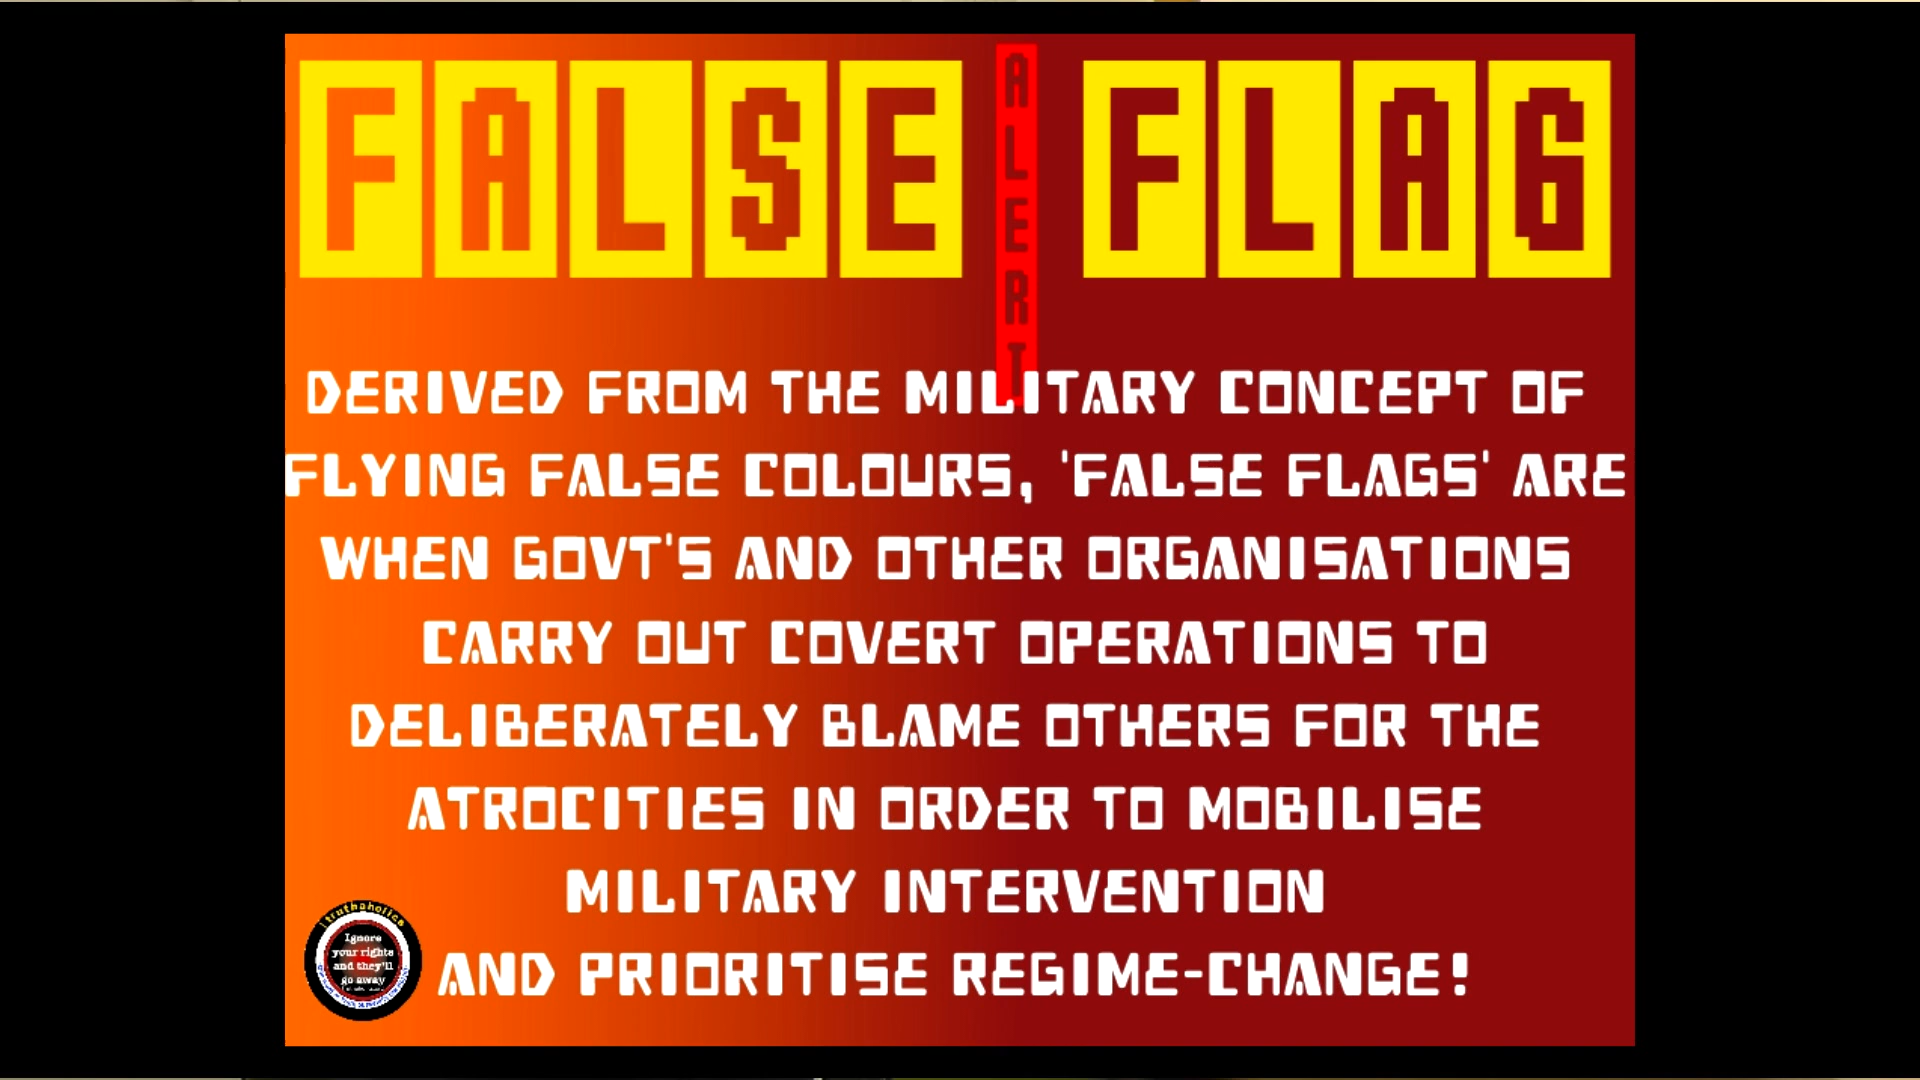 FALSE ALERT FLAG
DERIVED FROM THE MILITARY CONCEPT OF
FLYING FALSE COLOURS, 'FALSE FLAGS' ARE
WHEN GOVT'S AND OTHER ORGANISATIONS
CARRY OUT COVERT OPERATIONS TO
DELIBERATELY BLAME OTHERS FOR THE
ATROCITIES IN ORDER TO MOBILISE
MILITARY INTERVENTION
AND PRIORITISE REGIME-CHANGE!
truthaholics
Ignore
your rights
and they'll
go away